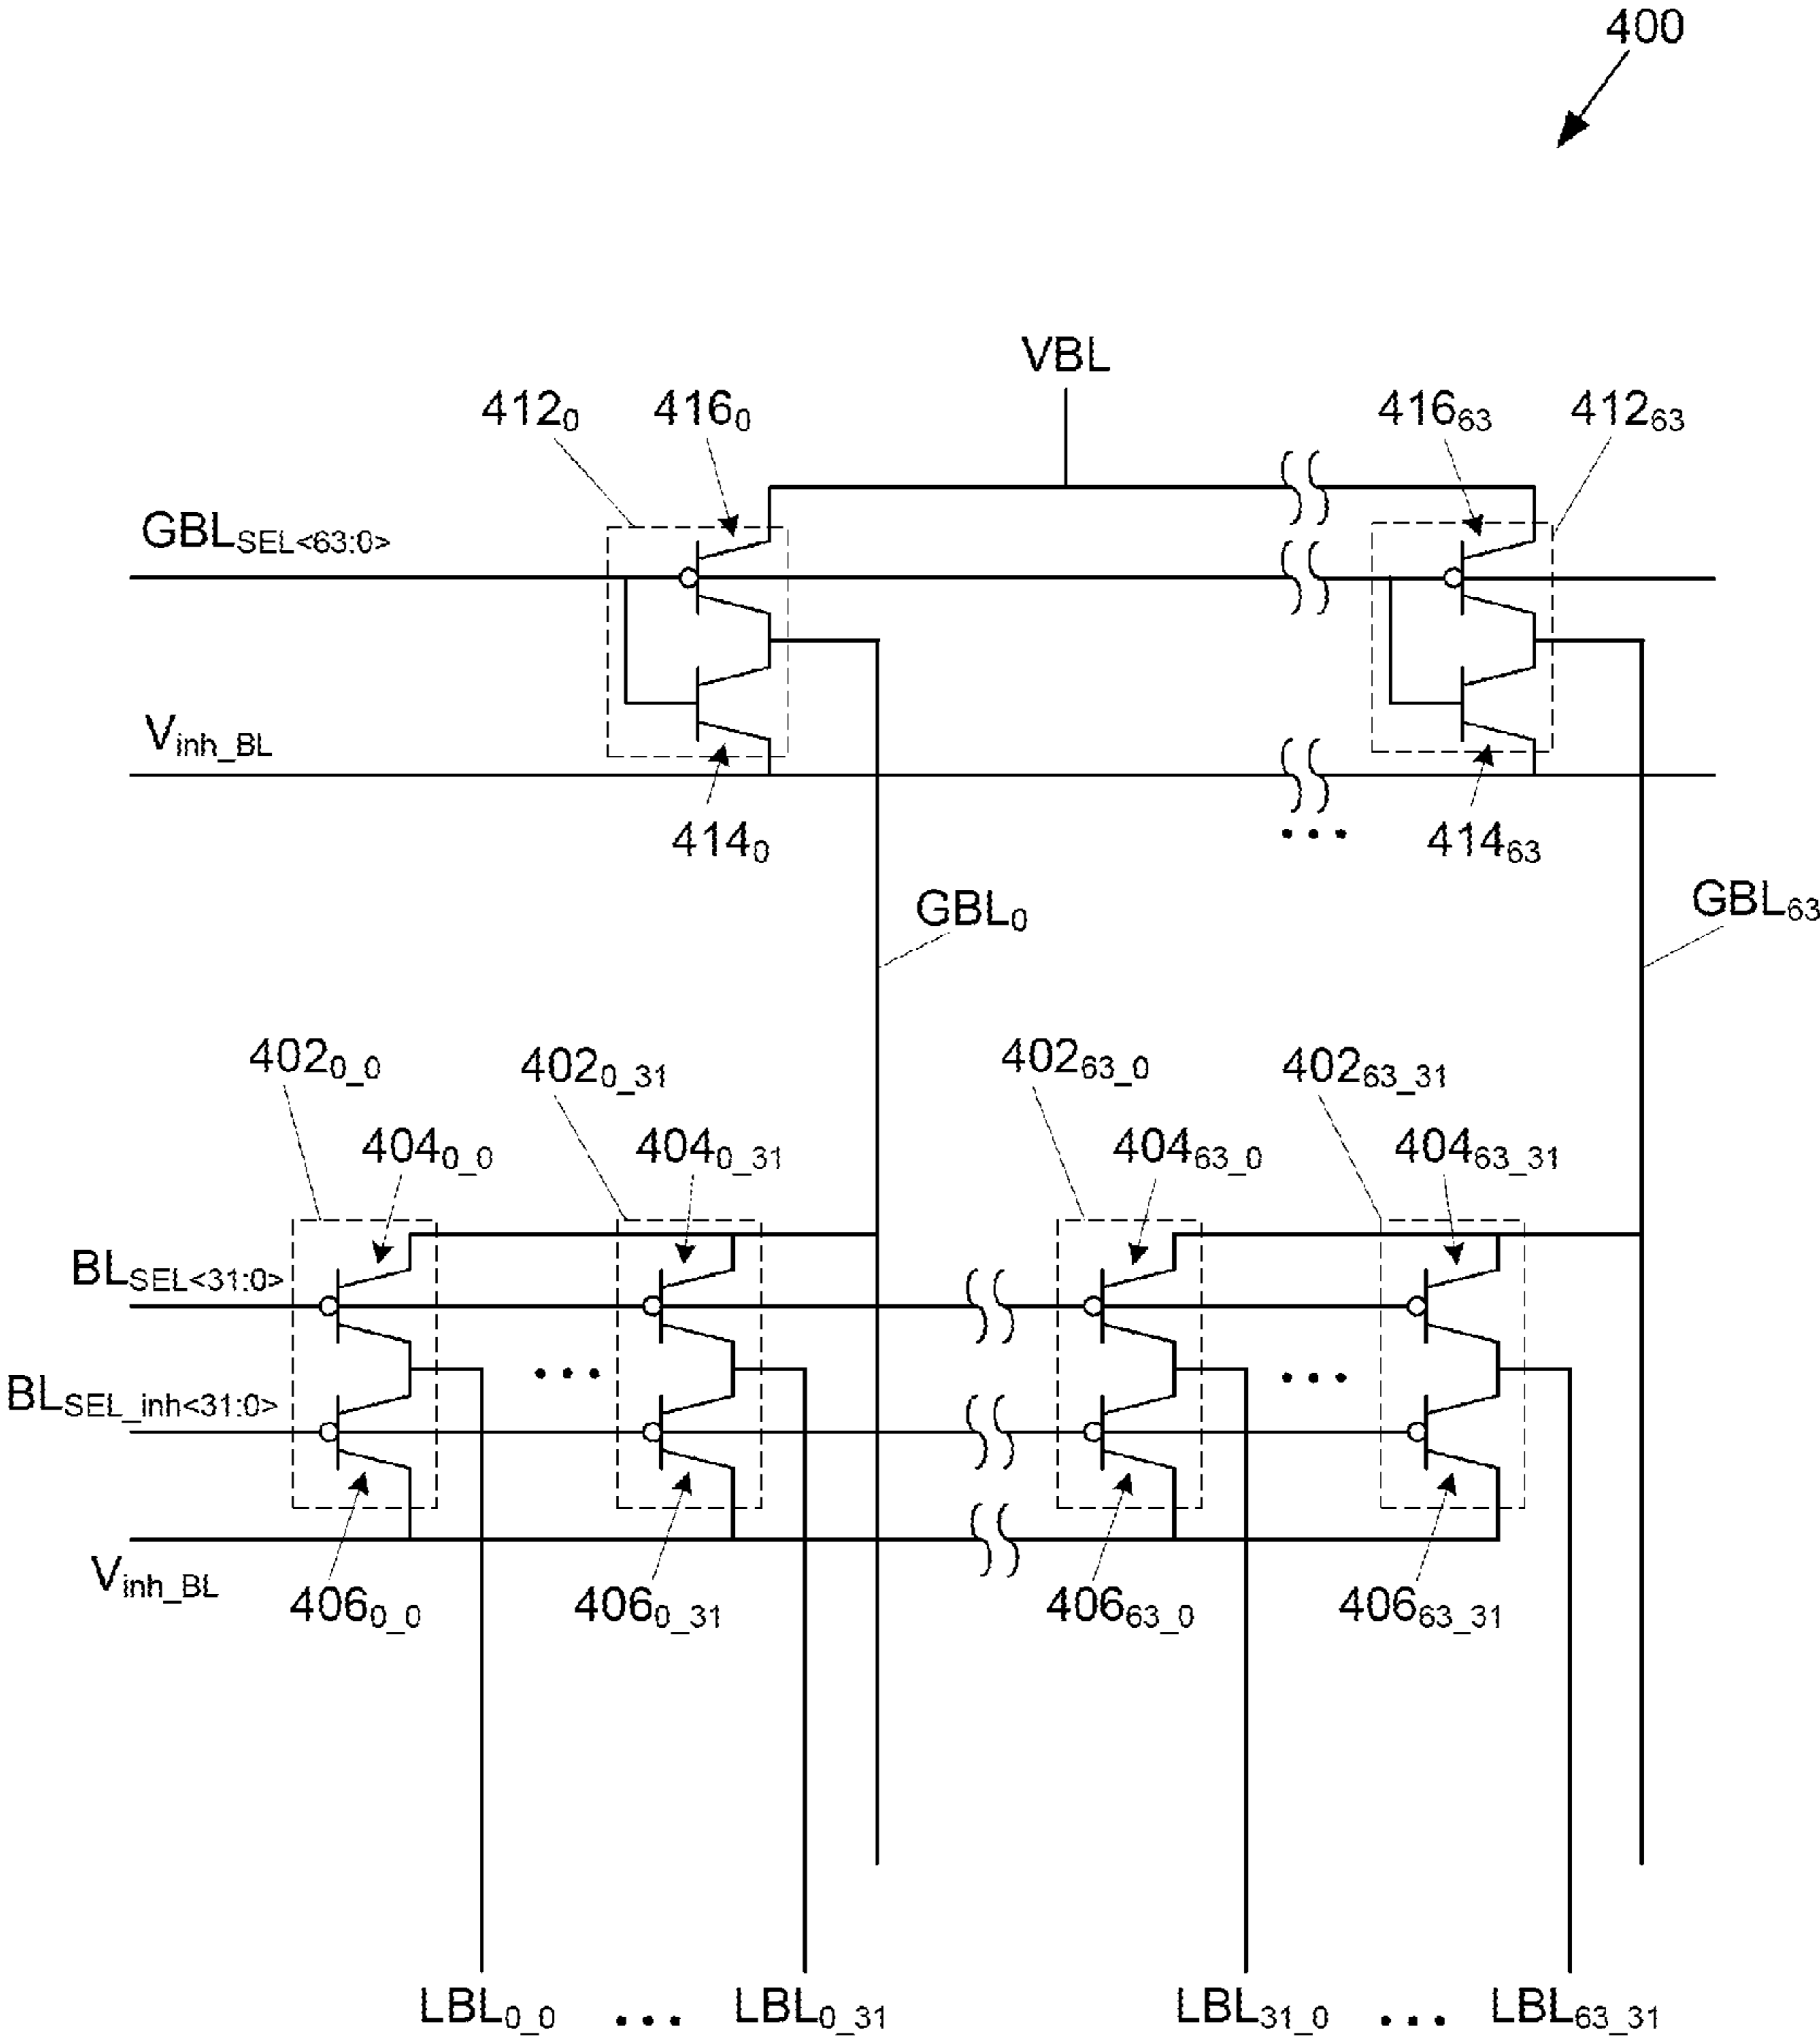 400
VBL
412₀ 416₀ 416₆₃ 412₆₃
GBL_SEL<63:0>
V_inh_BL
414₀ 414₆₃
GBL₀ GBL₆₃
402₀_₀ 402₀_₃₁ 402₆₃_₀ 402₆₃_₃₁
404₀_₀ 404₀_₃₁ 404₆₃_₀ 404₆₃_₃₁
BL_SEL<31:0>
BL_SEL_inh<31:0>
V_inh_BL
406₀_₀ 406₀_₃₁ 406₆₃_₀ 406₆₃_₃₁
LBL₀_₀ ... LBL₀_₃₁ LBL₃₁_₀ ... LBL₆₃_₃₁